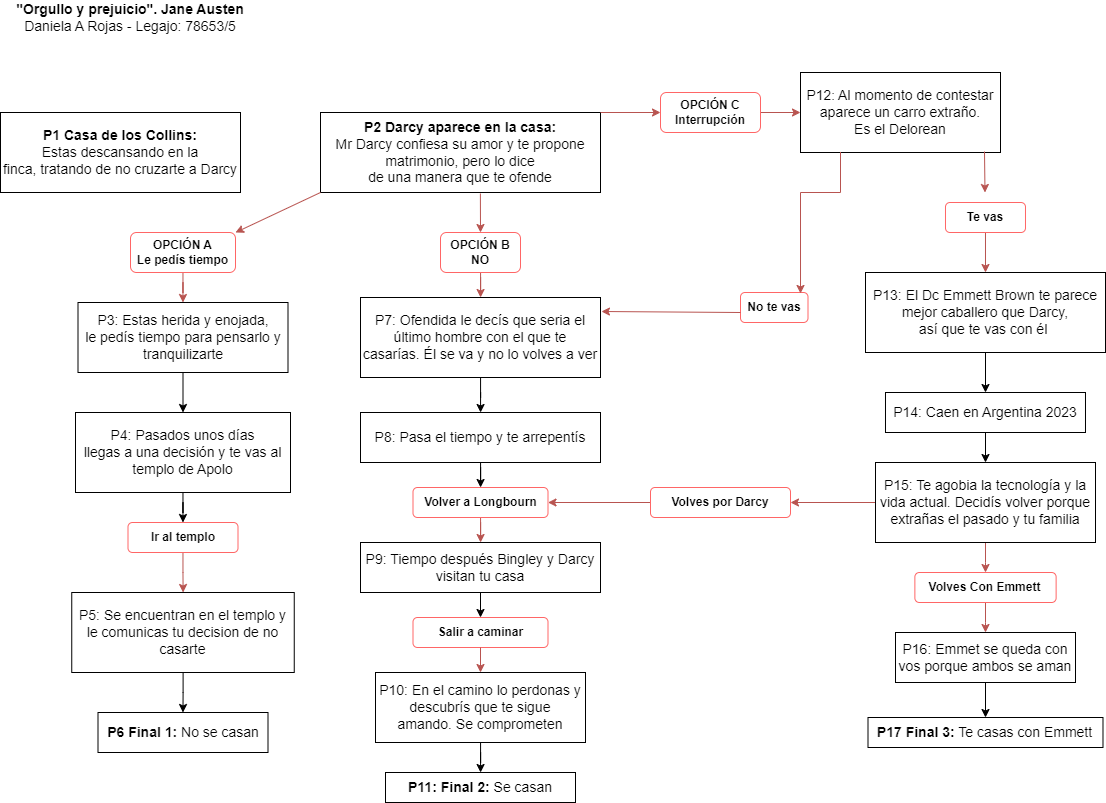 "Orgullo y prejuicio". Jane Austen
Daniela A Rojas - Legajo: 78653/5
P1 Casa de los Collins:
Estas descansando en la
finca, tratando de no cruzarte a Darcy
P2 Darcy aparece en la casa:
Mr Darcy confiesa su amor y te propone
matrimonio, pero lo dice
de una manera que te ofende
OPCIÓN C
Interrupción
P12: Al momento de contestar
aparece un carro extraño.
Es el Delorean
OPCIÓN A
Le pedís tiempo
OPCIÓN B
NO
Te vas
No te vas
P3: Estas herida y enojada,
le pedís tiempo para pensarlo y
tranquilizarte
P7: Ofendida le decís que seria el
último hombre con el que te
casarías. Él se va y no lo volves a ver
P13: El Dc Emmett Brown te parece
mejor caballero que Darcy,
así que te vas con él
P4: Pasados unos días
llegas a una decisión y te vas al
templo de Apolo
P8: Pasa el tiempo y te arrepentís
P14: Caen en Argentina 2023
Ir al templo
Volver a Longbourn
Volves por Darcy
P15: Te agobia la tecnología y la
vida actual. Decidís volver porque
extrañas el pasado y tu familia
P5: Se encuentran en el templo y
le comunicas tu decision de no
casarte
P9: Tiempo después Bingley y Darcy
visitan tu casa
Volves Con Emmett
Salir a caminar
P16: Emmet se queda con
vos porque ambos se aman
P6 Final 1: No se casan
P10: En el camino lo perdonas y
descubrís que te sigue
amando. Se comprometen
P17 Final 3: Te casas con Emmett
P11: Final 2: Se casan